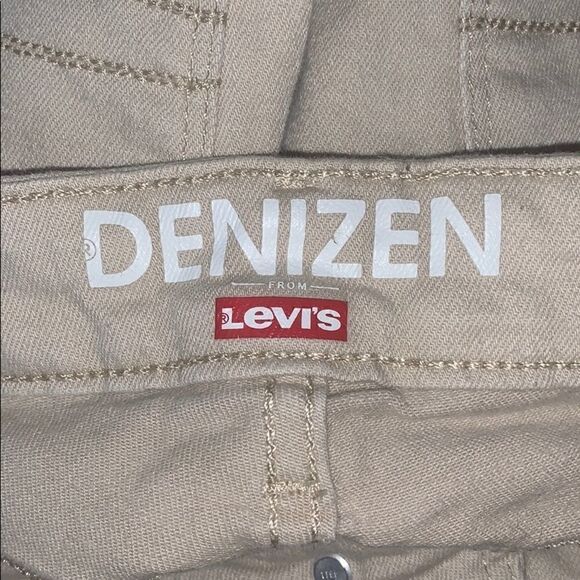 ® DENIZEN
FROM
® Levi's